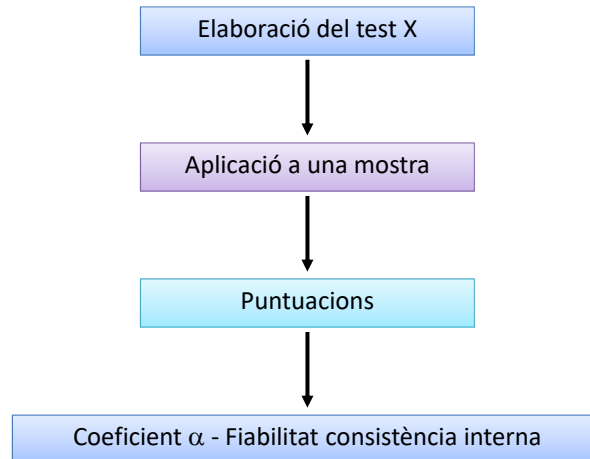 Elaboració del test X
Aplicació a una mostra
Puntuacions
Coeficient α - Fiabilitat consistència interna